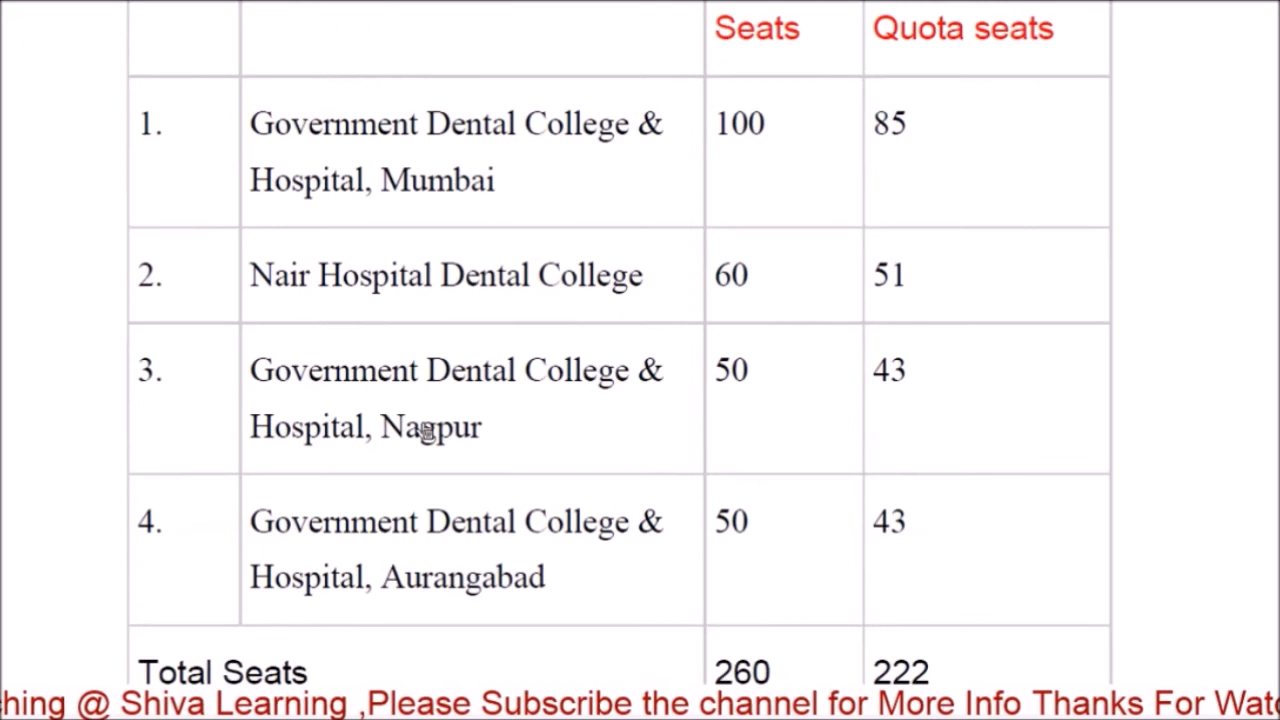 Seats Quota seats
1. Government Dental College & 100 85
Hospital, Mumbai
2. Nair Hospital Dental College 60 51
3. Government Dental College & 50 43
Hospital, Nagpur
4. Government Dental College & 50 43
Hospital, Aurangabad
Total Seats 260 222
ching @ Shiva Learning ,Please Subscribe the channel for More Info Thanks For Watc